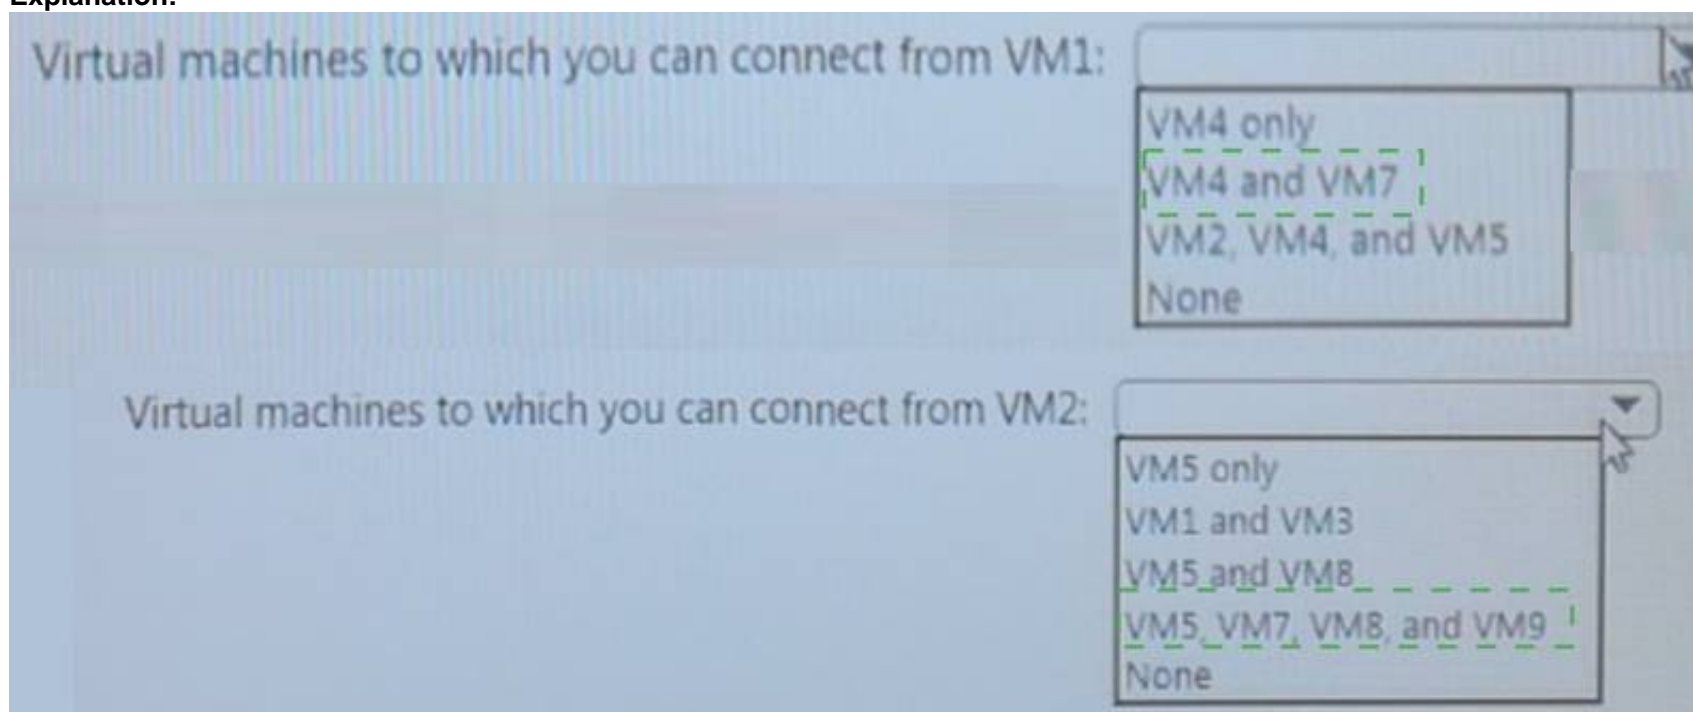 Explanation:
Virtual machines to which you can connect from VM1:
VM4 only
VM4 and VM7
VM2, VM4, and VM5
None
Virtual machines to which you can connect from VM2:
VM5 only
VM1 and VM3
VM5 and VM8
VM5, VM7, VM8, and VM9
None